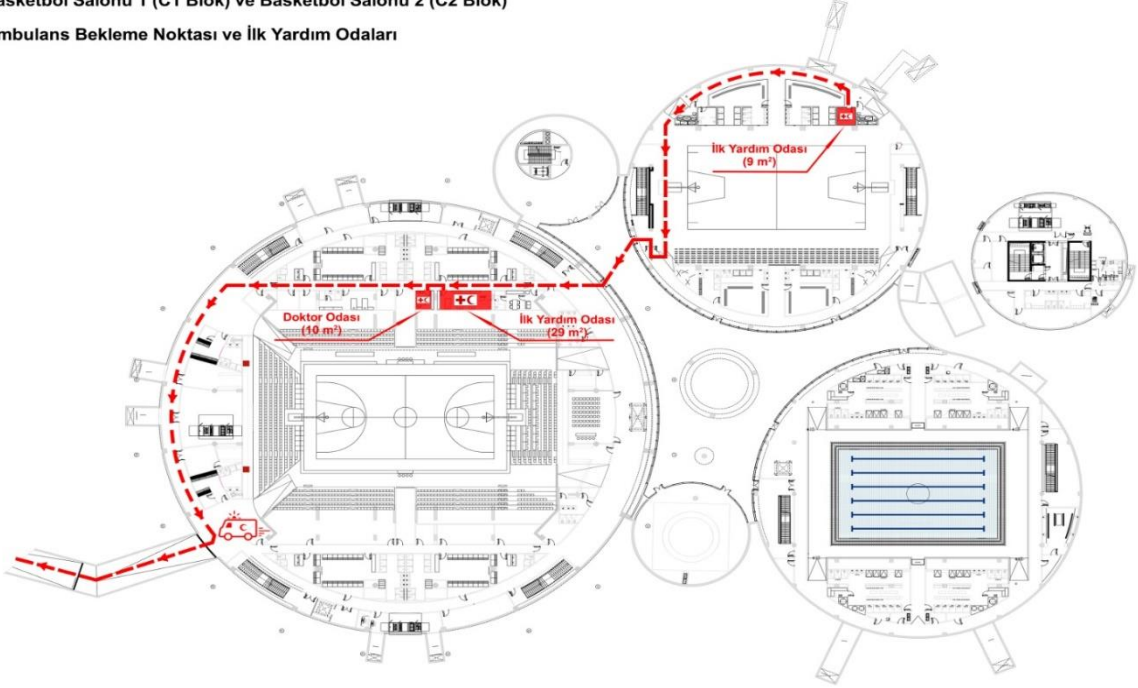 asketbol Salonu 1 (C1 Blok) ve Basketbol Salonu 2 (C2 Blok)
mbulans Bekleme Noktası ve İlk Yardım Odaları
İlk Yardım Odası
(9 m²)
Doktor Odası
(10 m²)
İlk Yardım Odası
(29 m²)